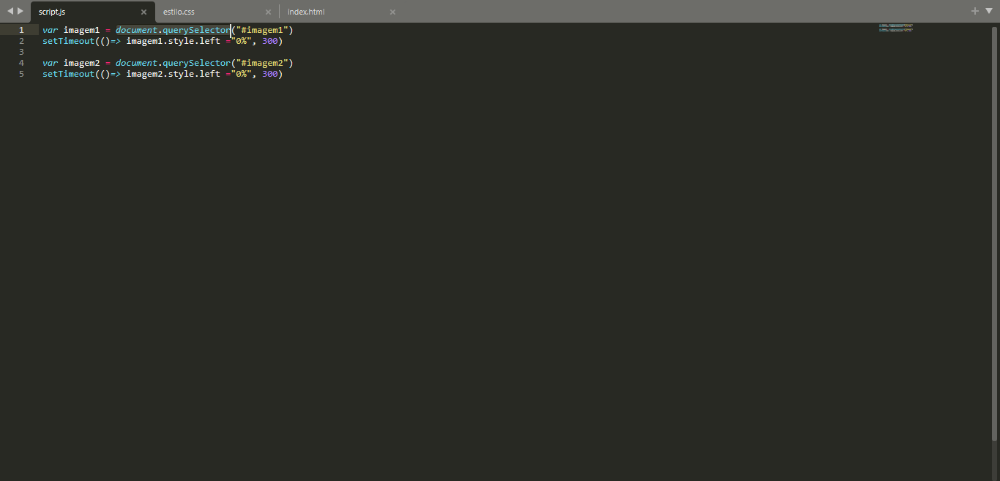 script.js × estilo.css × index.html × +
1 var imagem1 = document.querySelector("#imagem1")
2 setTimeout(()=> imagem1.style.left ="0%", 300)
3
4 var imagem2 = document.querySelector("#imagem2")
5 setTimeout(()=> imagem2.style.left ="0%", 300)